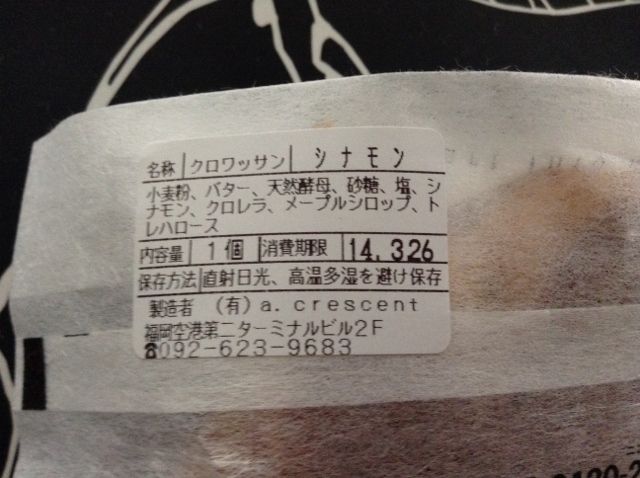 名称 クロワッサン シナモン
小麦粉、バター、天然酵母、砂糖、塩、シ
ナモン、クロレラ、メープルシロップ、ト
レハロース
内容量 1個 消費期限 14.326
保存方法 直射日光、高温多湿を避け保存
製造者 (有)a.crescent
福岡空港第二ターミナルビル2F
092-623-9683